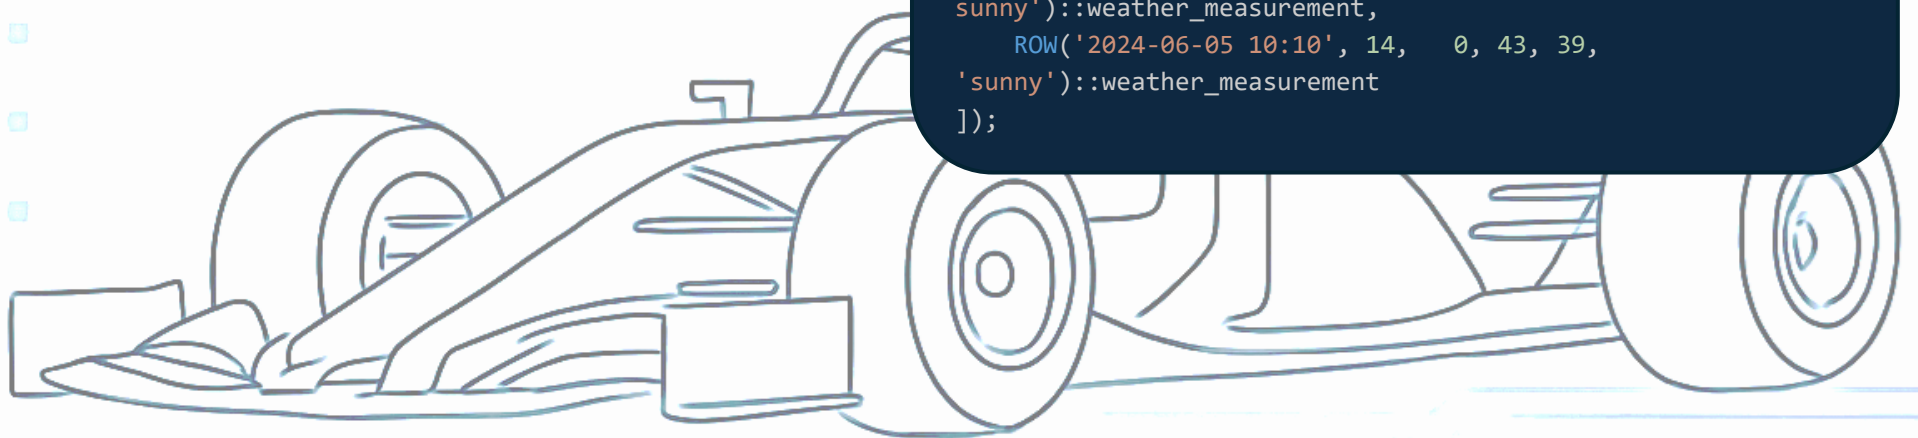 sunny')::weather_measurement,
    ROW('2024-06-05 10:10', 14,   0, 43, 39,
'sunny')::weather_measurement
]);